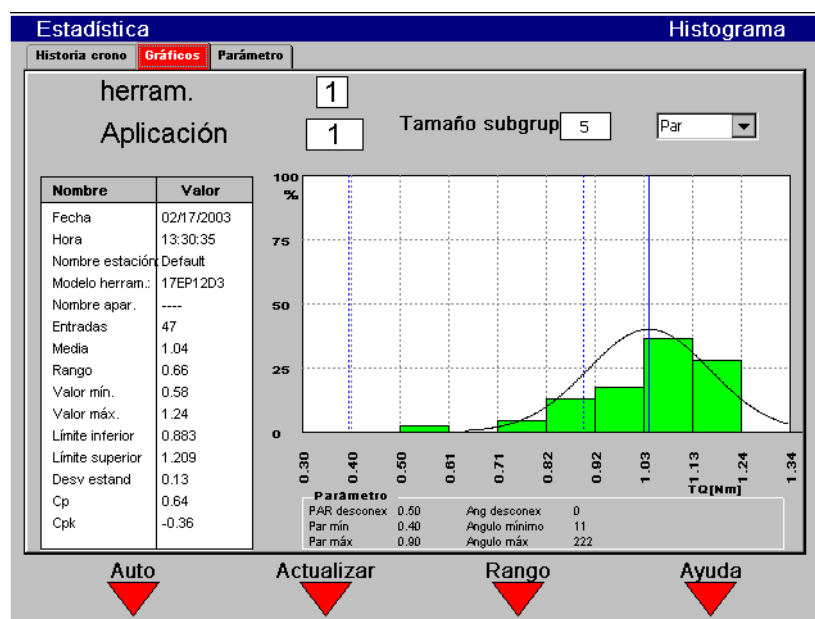 Estadística Histograma
Historia crono Gráficos Parámetro
herram. 1
Aplicación 1 Tamaño subgrup 5 Par
Nombre Valor
Fecha 02/17/2003
Hora 13:30:35
Nombre estación: Default
Modelo herram.: 17EP12D3
Nombre apar. ----
Entradas 47
Media 1.04
Rango 0.66
Valor mín. 0.58
Valor máx. 1.24
Límite inferior 0.883
Límite superior 1.209
Desv estand 0.13
Cp 0.64
Cpk -0.36
100
%
75
50
25
0
0.30 0.40 0.50 0.61 0.71 0.82 0.92 1.03 1.13 1.24 1.34
TQ[Nm]
Parámetro
PAR desconex 0.50 Ang desconex 0
Par mín 0.40 Angulo mínimo 11
Par máx 0.90 Angulo máx 222
Auto Actualizar Rango Ayuda